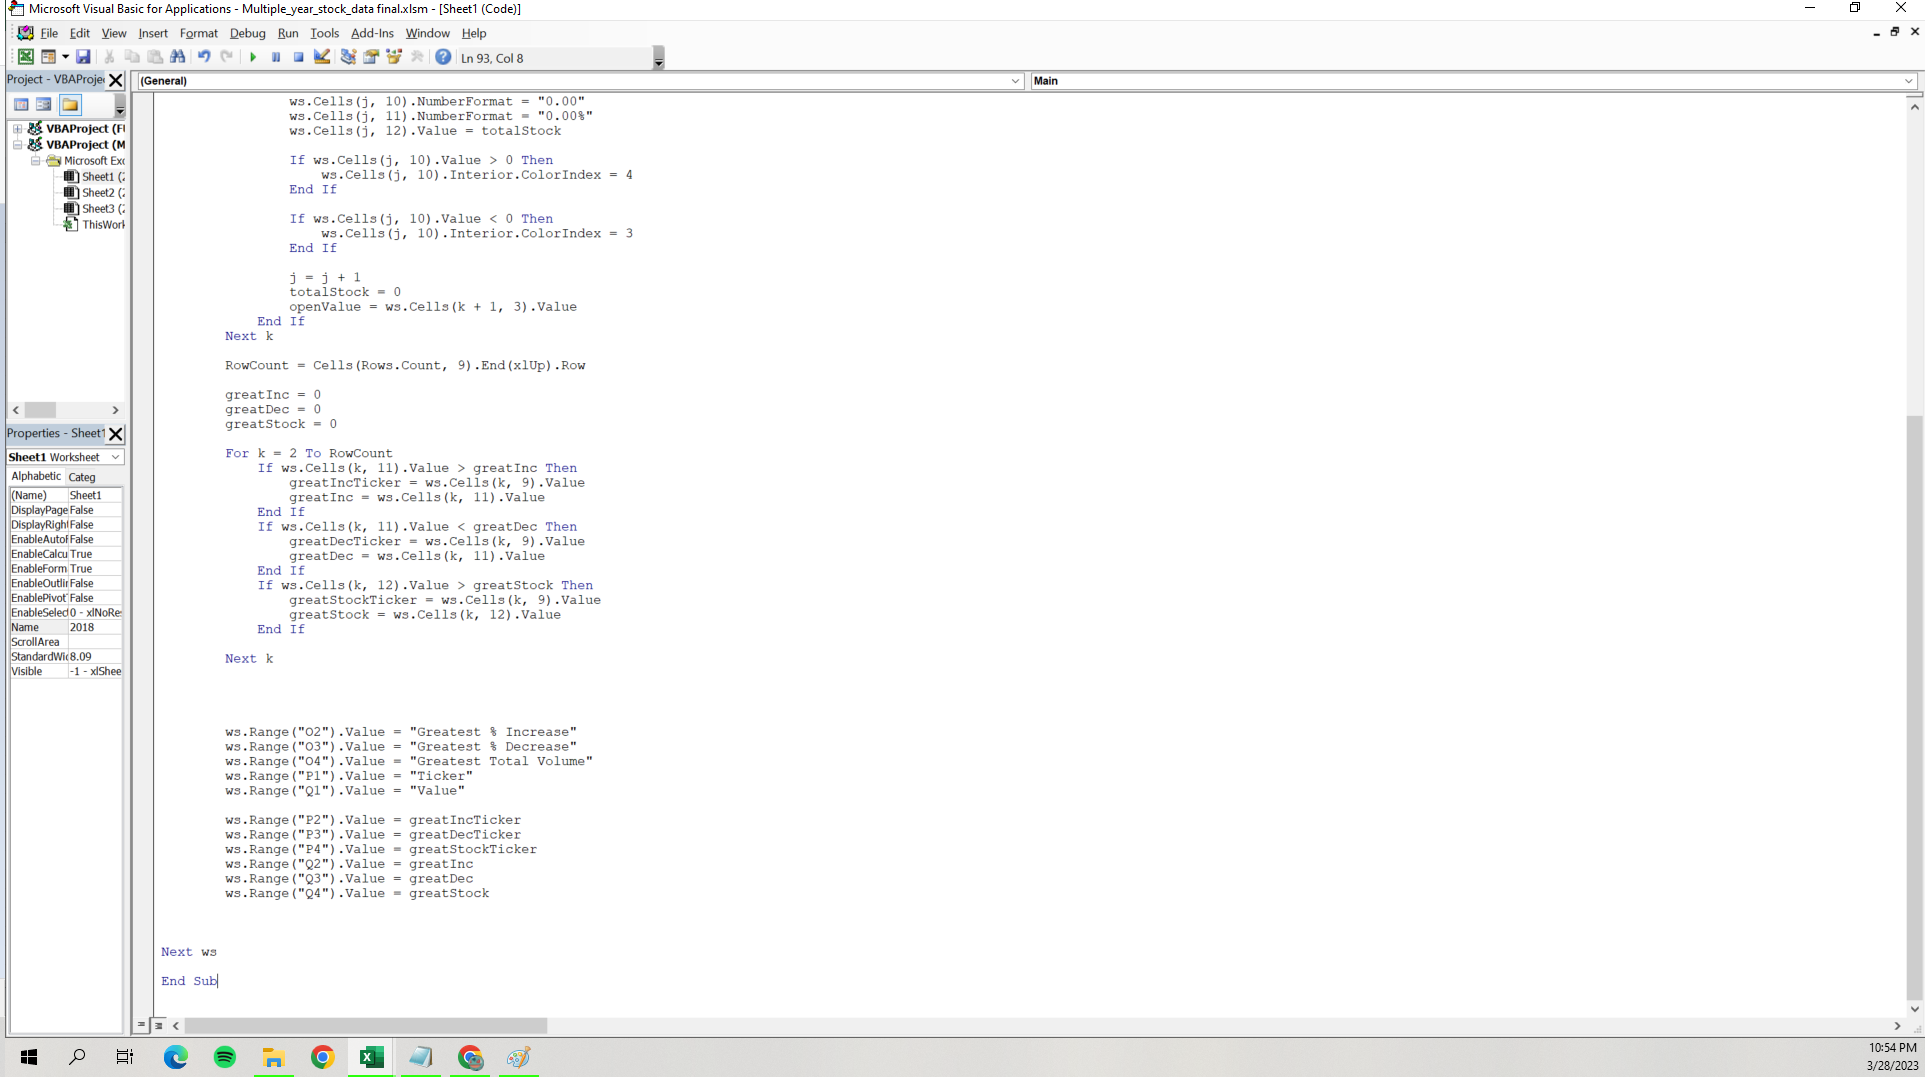 Microsoft Visual Basic for Applications - Multiple_year_stock_data final.xlsm - [Sheet1 (Code)]
File Edit View Insert Format Debug Run Tools Add-Ins Window Help
Ln 93, Col 8
Project - VBAProje
(General)
Main
VBAProject (F
VBAProject (M
Microsoft Exc
Sheet1 (2
Sheet2 (2
Sheet3 (2
ThisWork
Properties - Sheet1
Sheet1 Worksheet
Alphabetic Categ
(Name) Sheet1
DisplayPage False
DisplayRight False
EnableAutoF False
EnableCalcu True
EnableForm True
EnableOutlin False
EnablePivotT False
EnableSelect 0 - xlNoRes
Name 2018
ScrollArea
StandardWid 8.09
Visible -1 - xlShee
ws.Cells(j, 10).NumberFormat = "0.00"
ws.Cells(j, 11).NumberFormat = "0.00%"
ws.Cells(j, 12).Value = totalStock
If ws.Cells(j, 10).Value > 0 Then
ws.Cells(j, 10).Interior.ColorIndex = 4
End If
If ws.Cells(j, 10).Value < 0 Then
ws.Cells(j, 10).Interior.ColorIndex = 3
End If
j = j + 1
totalStock = 0
openValue = ws.Cells(k + 1, 3).Value
End If
Next k
RowCount = Cells(Rows.Count, 9).End(xlUp).Row
greatInc = 0
greatDec = 0
greatStock = 0
For k = 2 To RowCount
If ws.Cells(k, 11).Value > greatInc Then
greatIncTicker = ws.Cells(k, 9).Value
greatInc = ws.Cells(k, 11).Value
End If
If ws.Cells(k, 11).Value < greatDec Then
greatDecTicker = ws.Cells(k, 9).Value
greatDec = ws.Cells(k, 11).Value
End If
If ws.Cells(k, 12).Value > greatStock Then
greatStockTicker = ws.Cells(k, 9).Value
greatStock = ws.Cells(k, 12).Value
End If
Next k
ws.Range("O2").Value = "Greatest % Increase"
ws.Range("O3").Value = "Greatest % Decrease"
ws.Range("O4").Value = "Greatest Total Volume"
ws.Range("P1").Value = "Ticker"
ws.Range("Q1").Value = "Value"
ws.Range("P2").Value = greatIncTicker
ws.Range("P3").Value = greatDecTicker
ws.Range("P4").Value = greatStockTicker
ws.Range("Q2").Value = greatInc
ws.Range("Q3").Value = greatDec
ws.Range("Q4").Value = greatStock
Next ws
End Sub
10:54 PM
3/28/2023